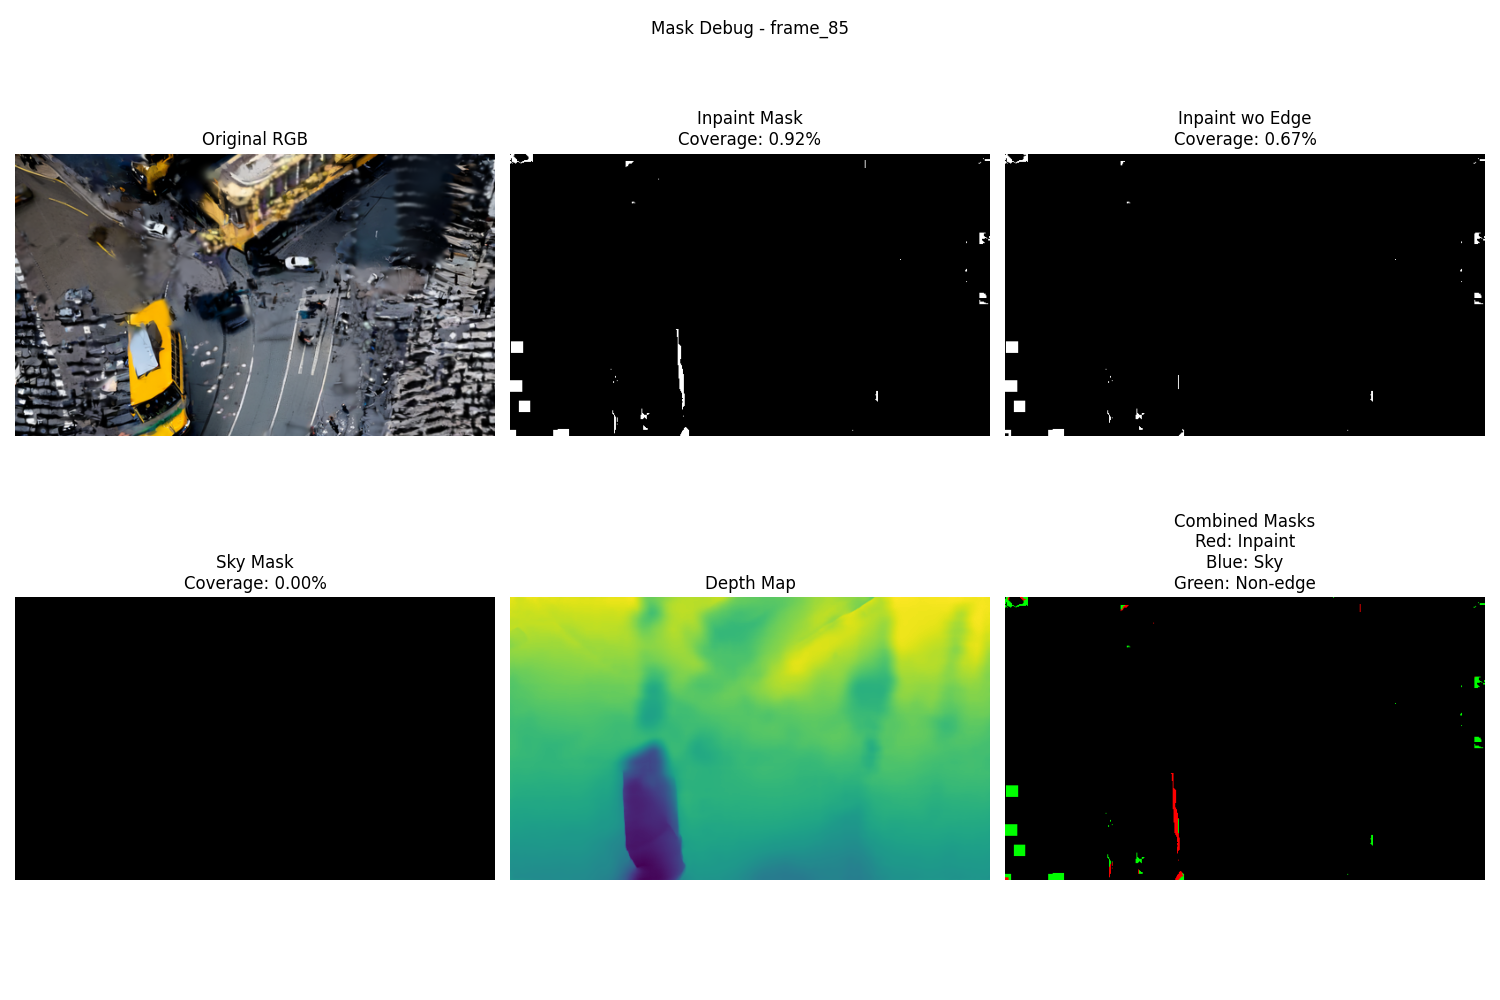 Mask Debug - frame_85
Original RGB
Inpaint Mask
Coverage: 0.92%
Inpaint wo Edge
Coverage: 0.67%
Sky Mask
Coverage: 0.00%
Depth Map
Combined Masks
Red: Inpaint
Blue: Sky
Green: Non-edge